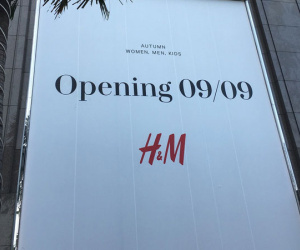 AUTUMN
WOMEN, MEN, KIDS
Opening 09/09
H&M